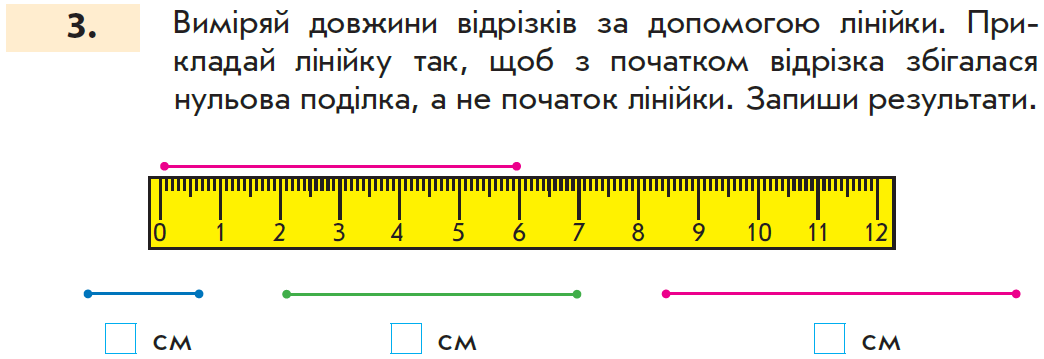 3. Виміряй довжини відрізків за допомогою лінійки. При-
кладай лінійку так, щоб з початком відрізка збігалася
нульова поділка, а не початок лінійки. Запиши результати.
0 1 2 3 4 5 6 7 8 9 10 11 12
см см см